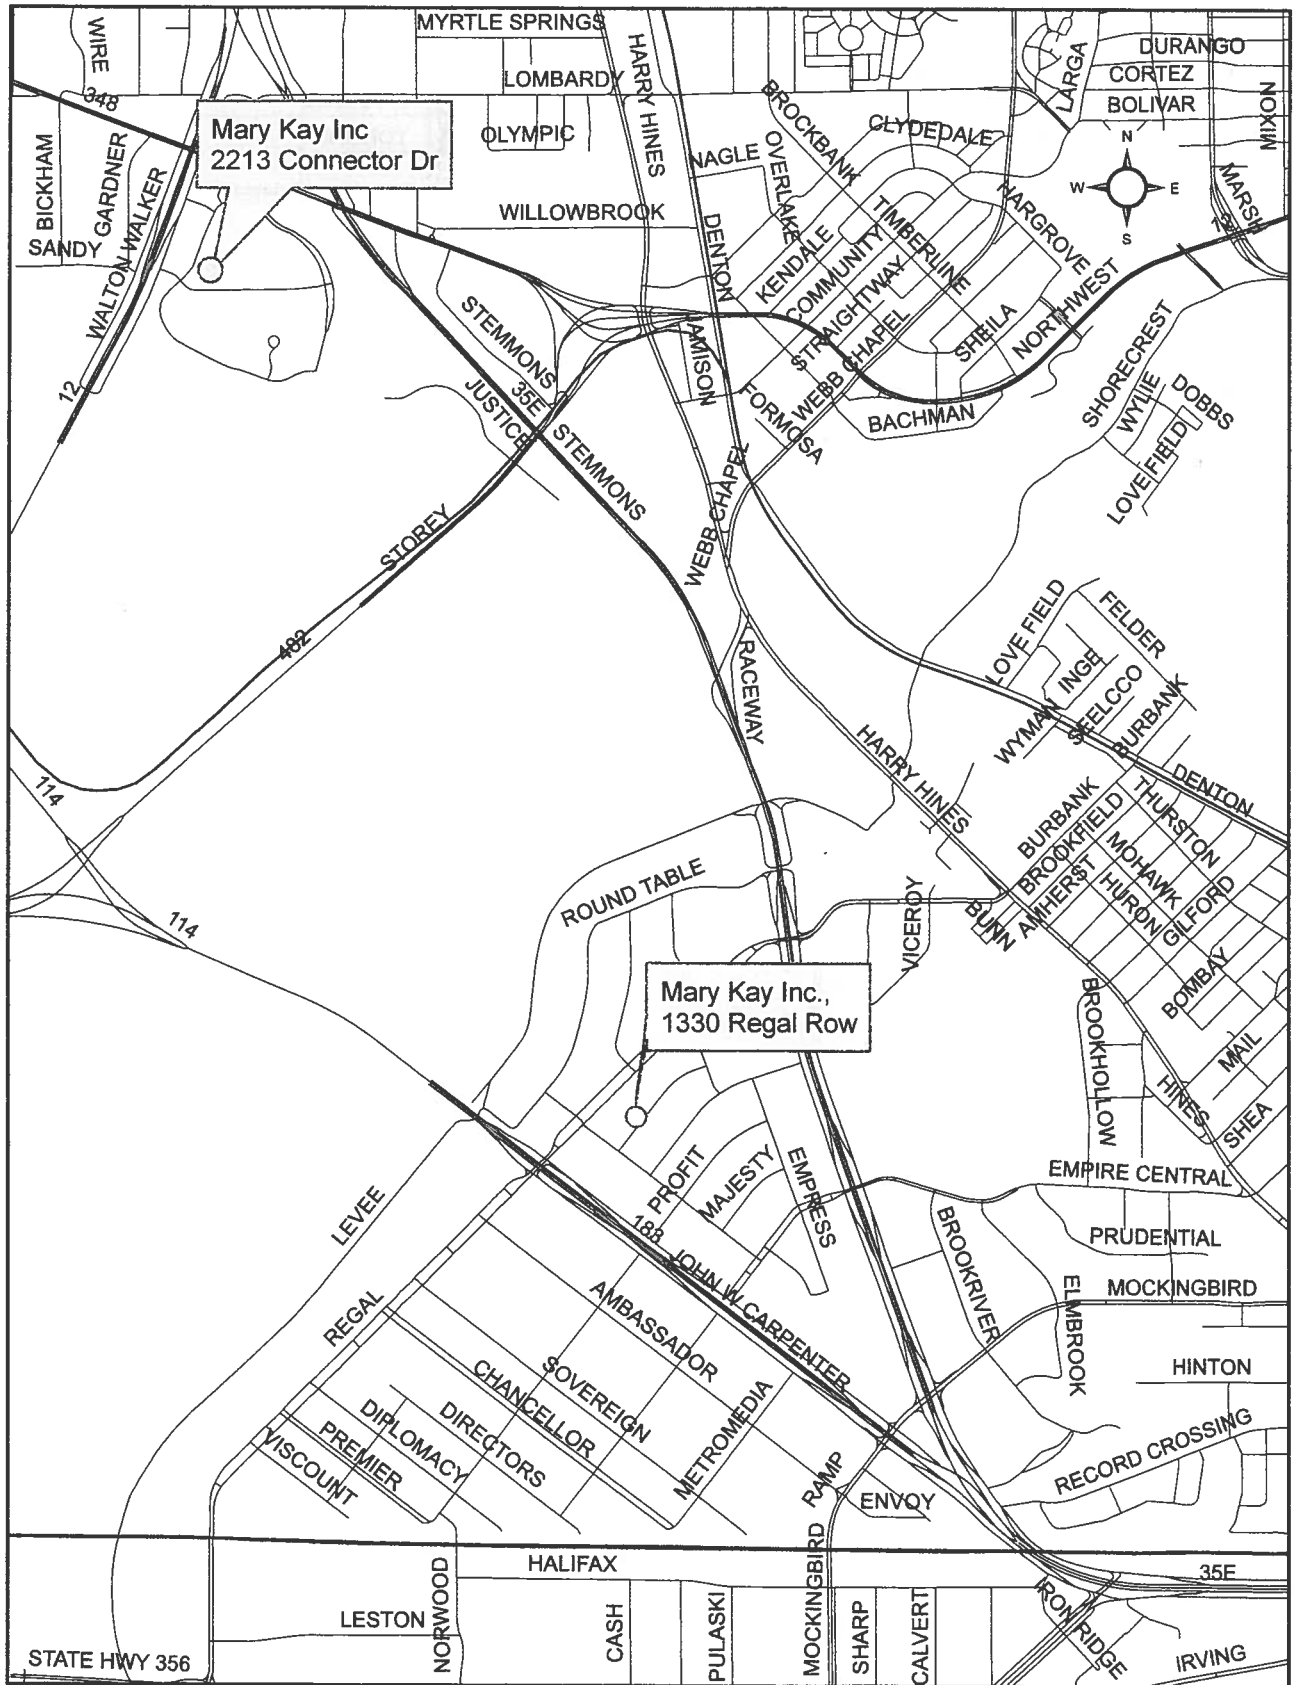 MYRTLE SPRINGS
WIRE
HARRY HINES
DURANGO
LARGA
CORTEZ
LOMBARDY
BOLIVAR
MIXON
348
BROCKBANK
Mary Kay Inc
2213 Connector Dr
OLYMPIC
CLYDEDALE
N
W
E
S
BICKHAM
GARDNER
NAGLE
OVERLAKE
HARGROVE
MARSH
WALTON WALKER
WILLOWBROOK
DENTON
TIMBERLINE
12
SANDY
KENDALE
COMMUNITY
STRAIGHTWAY
NORTHWEST
STEMMONS
JAMISON
WEBB CHAPEL
SHEILA
SHORECREST
12
35E
JUSTICE
FORMOSA
BACHMAN
WYLIE
DOBBS
STEMMONS
LOVE FIELD
WEBB CHAPEL
STOREY
482
RACEWAY
LOVE FIELD
FELDER
INGE
WYMAN
SEELCCO
BURBANK
HARRY HINES
DENTON
114
BURBANK
THURSTON
BROOKFIELD
MOHAWK
AMHERST
HURON
GILFORD
ROUND TABLE
VICEROY
BUNN
114
BOMBAY
Mary Kay Inc.,
1330 Regal Row
BROOKHOLLOW
MAIL
HINES
SHEA
PROFIT
MAJESTY
EMPRESS
EMPIRE CENTRAL
LEVEE
183
BROOKRIVER
PRUDENTIAL
JOHN W CARPENTER
ELMBROOK
MOCKINGBIRD
REGAL
AMBASSADOR
SOVEREIGN
CHANCELLOR
HINTON
METROMEDIA
DIRECTORS
DIPLOMACY
PREMIER
VISCOUNT
RECORD CROSSING
RAMP
ENVOY
HALIFAX
MOCKINGBIRD
35E
NORWOOD
IRON RIDGE
LESTON
CASH
PULASKI
SHARP
CALVERT
STATE HWY 356
IRVING